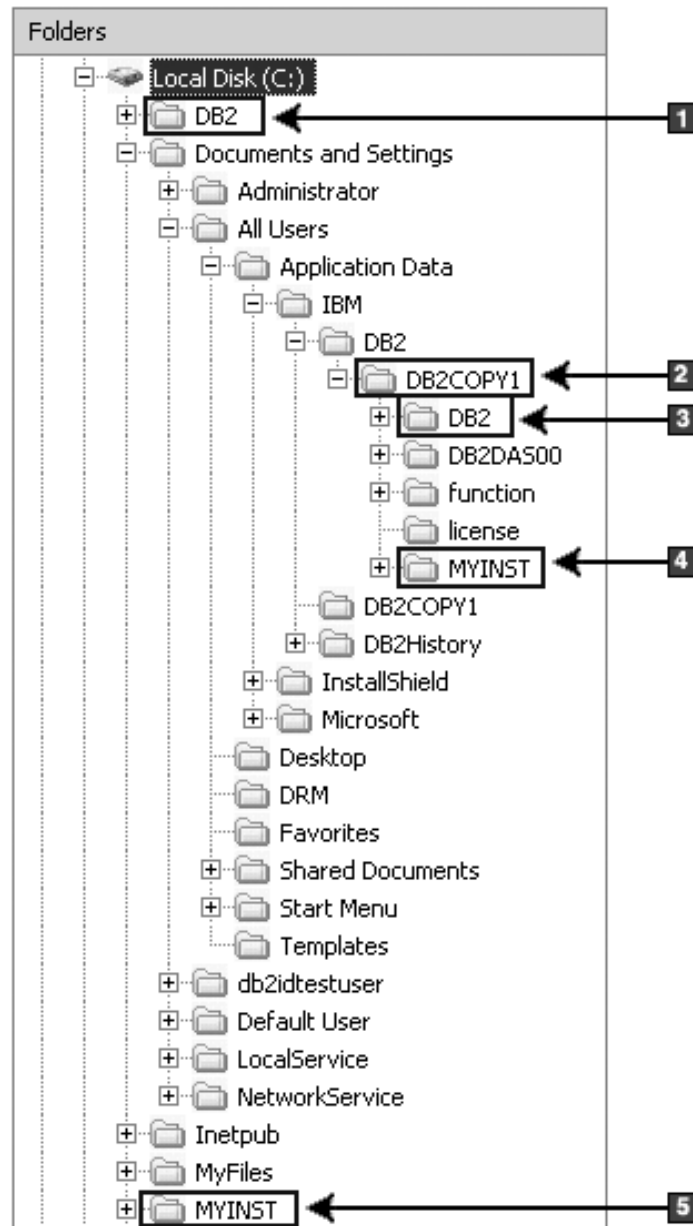 Folders
Local Disk (C:)
DB2 1
Documents and Settings
Administrator
All Users
Application Data
IBM
DB2
DB2COPY1 2
DB2 3
DB2DAS00
function
license
MYINST 4
DB2COPY1
DB2History
InstallShield
Microsoft
Desktop
DRM
Favorites
Shared Documents
Start Menu
Templates
db2idtestuser
Default User
LocalService
NetworkService
Inetpub
MyFiles
MYINST 5